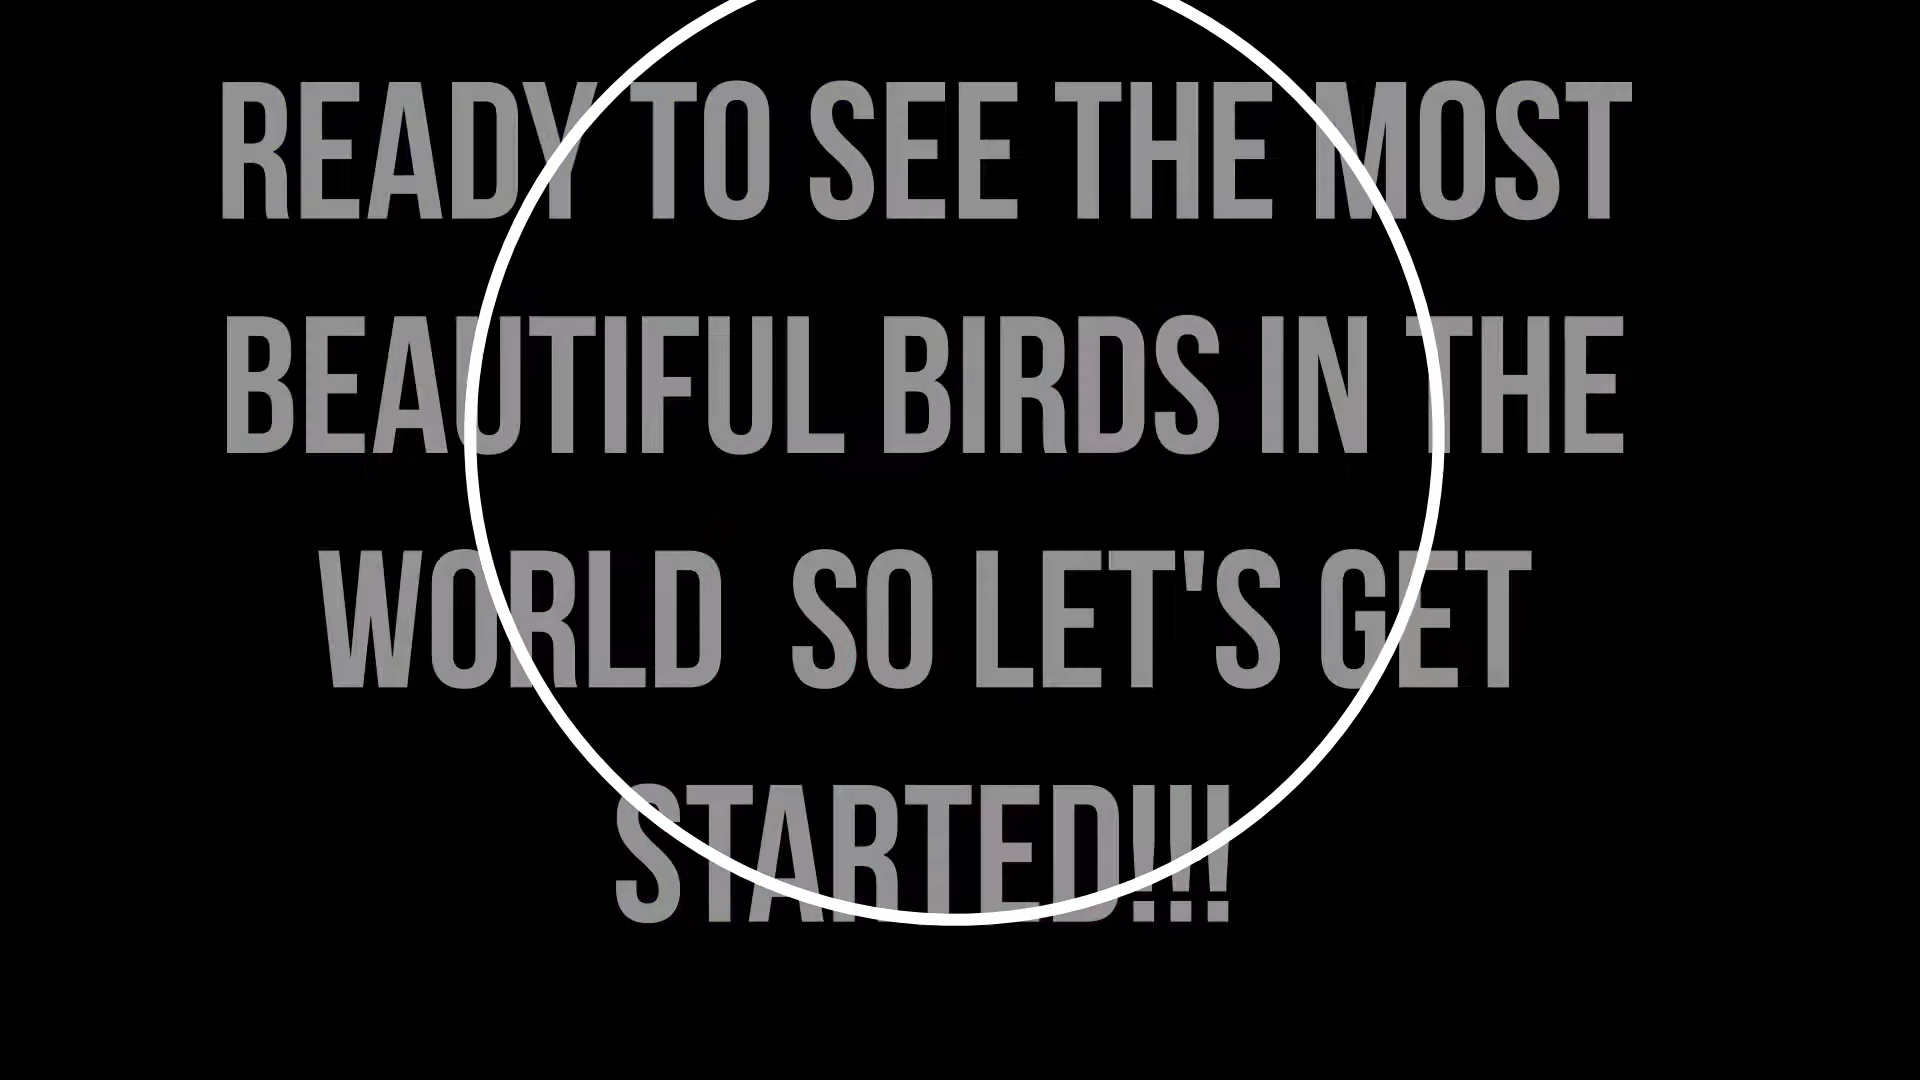 READY TO SEE THE MOST
BEAUTIFUL BIRDS IN THE
WORLD  SO LET'S GET
STARTED!!!